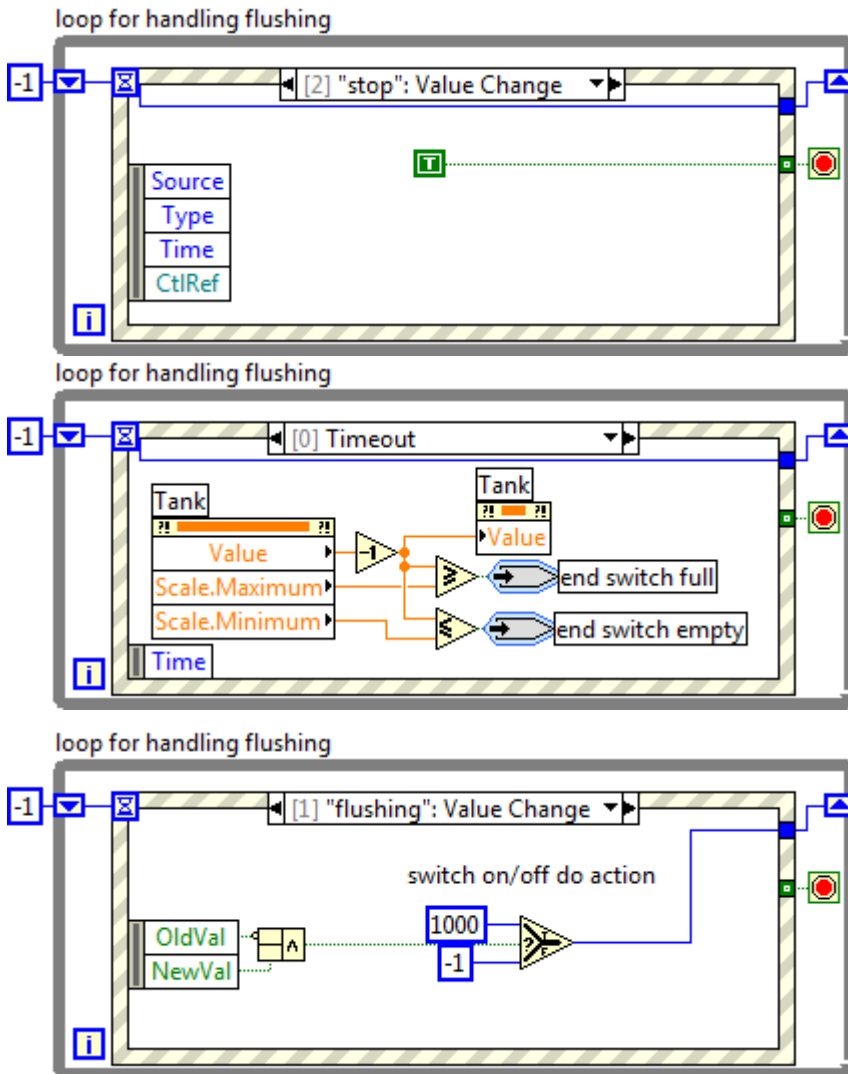 loop for handling flushing
-1
[2] "stop": Value Change
T
Source
Type
Time
CtlRef
i
loop for handling flushing
-1
[0] Timeout
Tank
Tank
?! ?!
?! ?!
Value
-1
Value
Scale.Maximum
≥
end switch full
Scale.Minimum
≤
end switch empty
Time
i
loop for handling flushing
-1
[1] "flushing": Value Change
switch on/off do action
1000
OldVal
∧
? T F
NewVal
-1
i